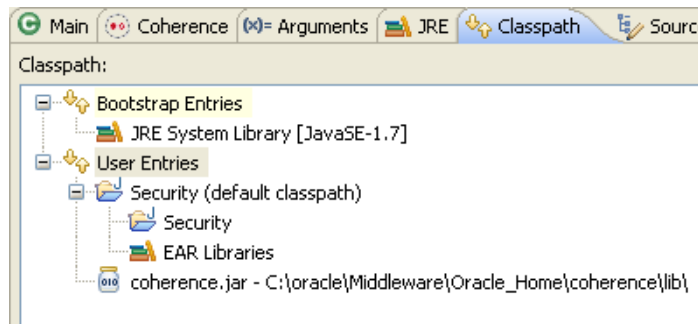 Main Coherence (x)= Arguments JRE Classpath Sourc
Classpath:
Bootstrap Entries
JRE System Library [JavaSE-1.7]
User Entries
Security (default classpath)
Security
EAR Libraries
coherence.jar - C:\oracle\Middleware\Oracle_Home\coherence\lib\